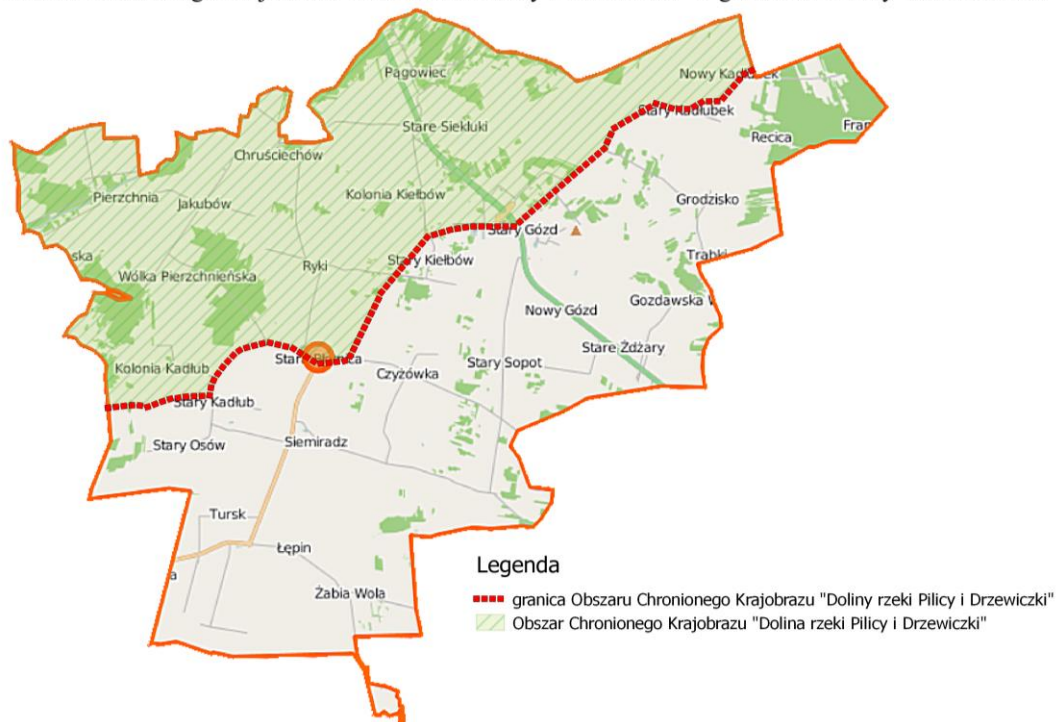 Pągowiec
Nowy Kadłubek
Stary Kadłubek
Stare Siekluki
Recica
Chruściechów
Pierzchnia
Jakubów
Kolonia Kiełbów
Grodzisko
Stary Gózd
Stary Kiełbów
Ryki
Wólka Pierzchnieńska
Nowy Gózd
Stare Żdżary
Stary Sopot
Kolonia Kadłub
Czyżówka
Stary Kadłub
Stary Osów
Siemiradz
Tursk
Łępin
Żabia Wola
Legenda
granica Obszaru Chronionego Krajobrazu "Doliny rzeki Pilicy i Drzewiczki"
Obszar Chronionego Krajobrazu "Dolina rzeki Pilicy i Drzewiczki"